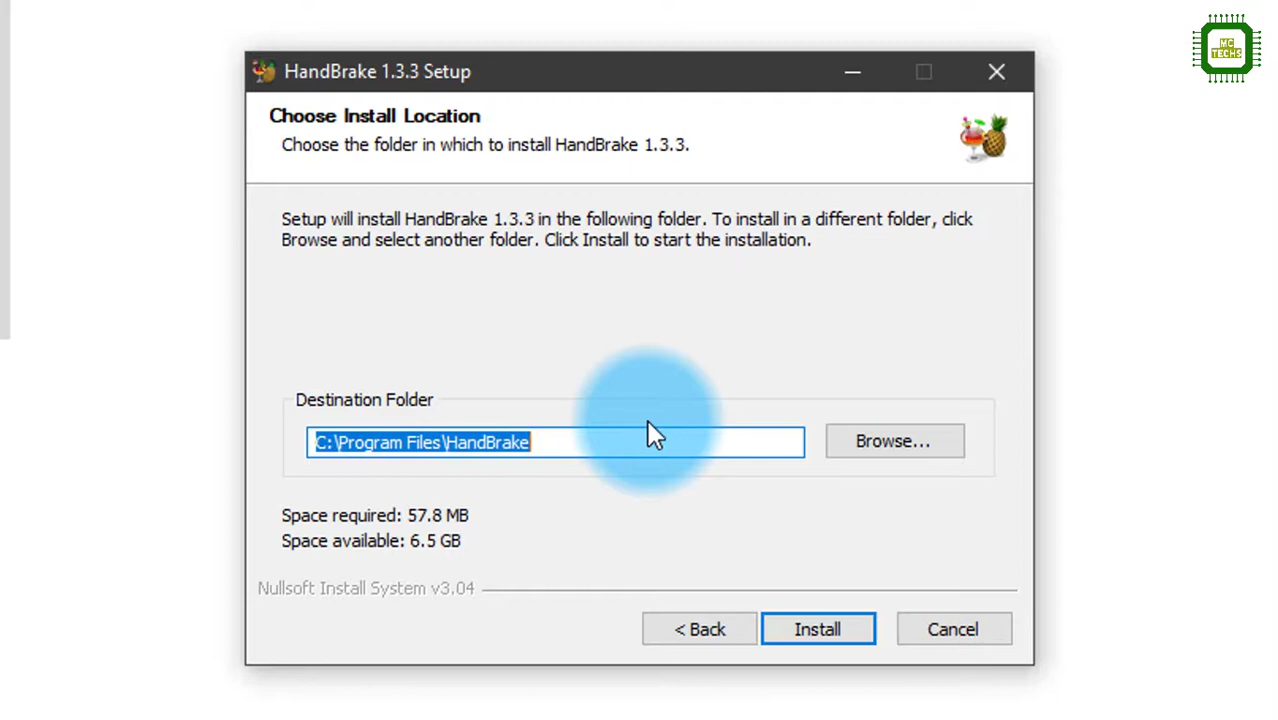 MC
TECHS
HandBrake 1.3.3 Setup
Choose Install Location
Choose the folder in which to install HandBrake 1.3.3.
Setup will install HandBrake 1.3.3 in the following folder. To install in a different folder, click
Browse and select another folder. Click Install to start the installation.
Destination Folder
C:\Program Files\HandBrake
Browse...
Space required: 57.8 MB
Space available: 6.5 GB
Nullsoft Install System v3.04
< Back
Install
Cancel